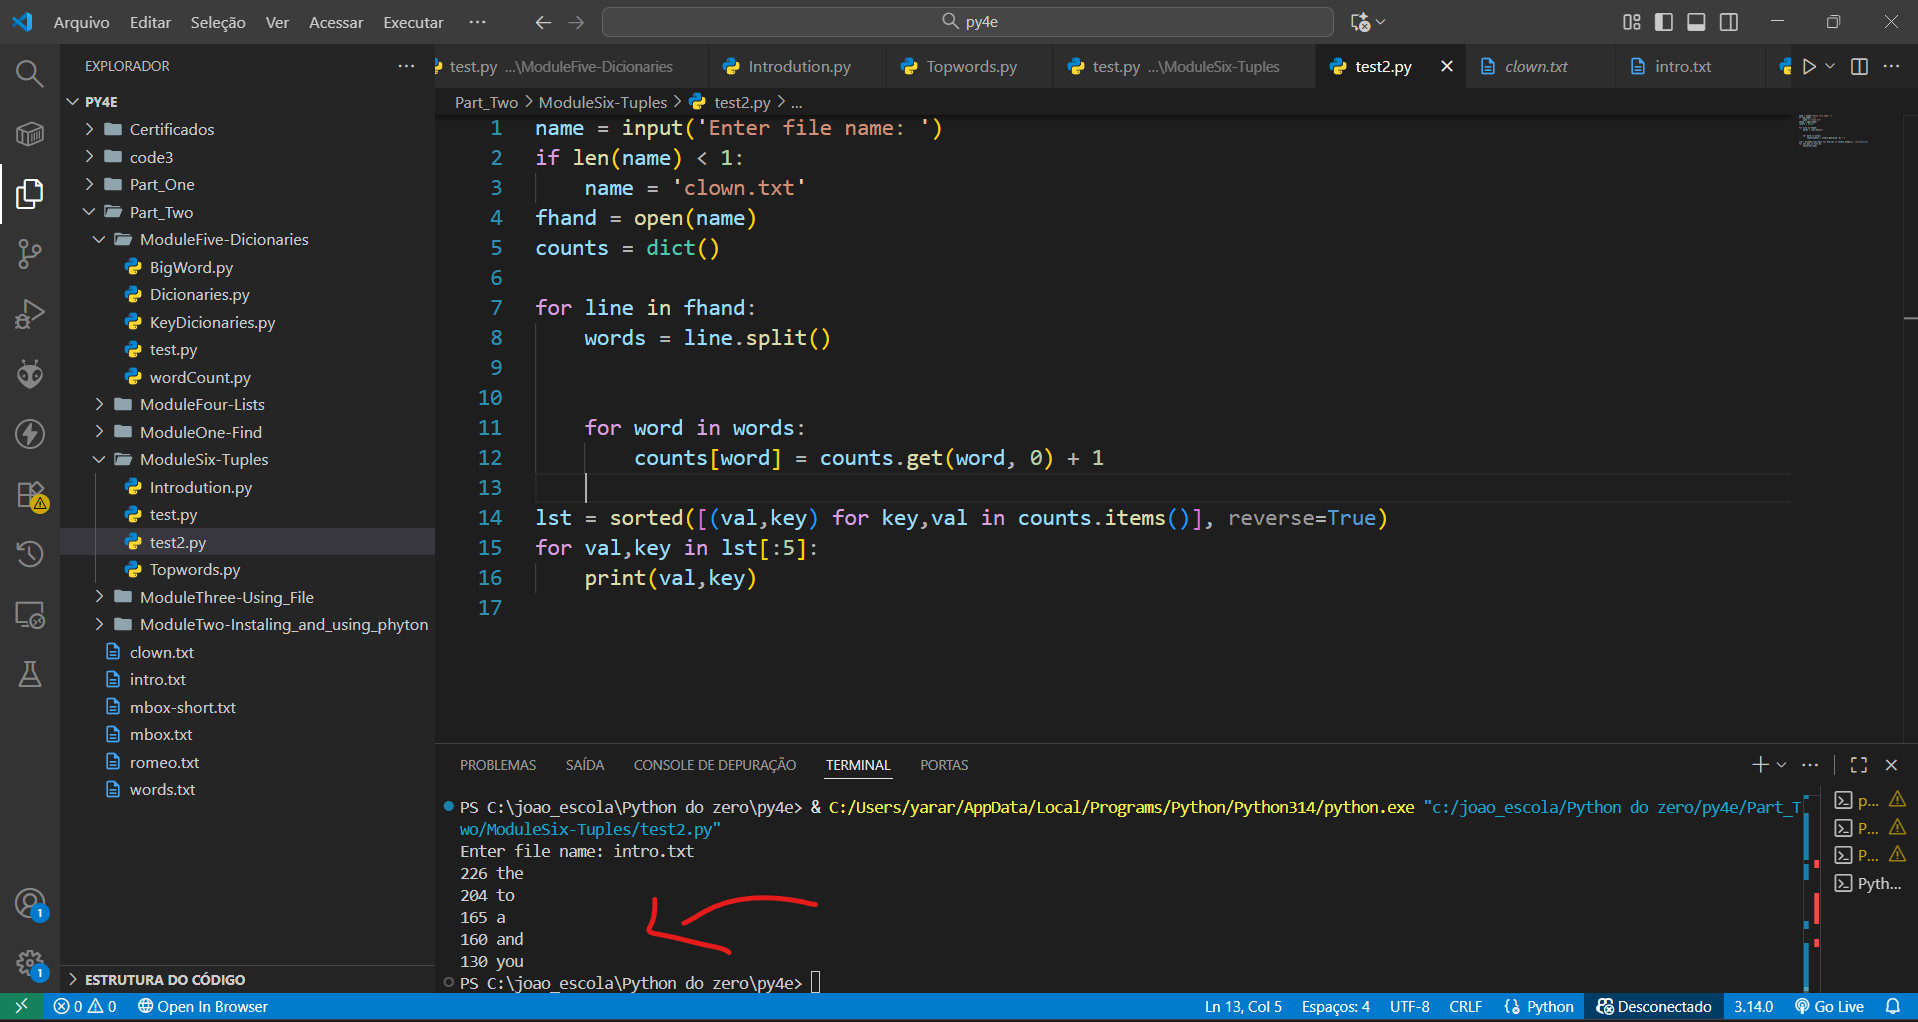 Arquivo Editar Seleção Ver Acessar Executar ··· py4e
EXPLORADOR ···
PY4E
Certificados
code3
Part_One
Part_Two
ModuleFive-Dicionaries
BigWord.py
Dicionaries.py
KeyDicionaries.py
test.py
wordCount.py
ModuleFour-Lists
ModuleOne-Find
ModuleSix-Tuples
Introdution.py
test.py
test2.py
Topwords.py
ModuleThree-Using_File
ModuleTwo-Instaling_and_using_phyton
clown.txt
intro.txt
mbox-short.txt
mbox.txt
romeo.txt
words.txt
ESTRUTURA DO CÓDIGO
test.py ...\ModuleFive-Dicionaries Introdution.py Topwords.py test.py ...\ModuleSix-Tuples test2.py clown.txt intro.txt ···
Part_Two > ModuleSix-Tuples > test2.py > ...
1 name = input('Enter file name: ')
2 if len(name) < 1:
3 name = 'clown.txt'
4 fhand = open(name)
5 counts = dict()
6
7 for line in fhand:
8 words = line.split()
9
10
11 for word in words:
12 counts[word] = counts.get(word, 0) + 1
13
14 lst = sorted([(val,key) for key,val in counts.items()], reverse=True)
15 for val,key in lst[:5]:
16 print(val,key)
17
PROBLEMAS SAÍDA CONSOLE DE DEPURAÇÃO TERMINAL PORTAS ···
PS C:\joao_escola\Python do zero\py4e> & C:/Users/yarar/AppData/Local/Programs/Python/Python314/python.exe "c:/joao_escola/Python do zero/py4e/Part_T
wo/ModuleSix-Tuples/test2.py"
Enter file name: intro.txt
226 the
204 to
165 a
160 and
130 you
PS C:\joao_escola\Python do zero\py4e>
p...
P...
P...
Pyth...
1
1
0 0 Open In Browser Ln 13, Col 5 Espaços: 4 UTF-8 CRLF Python Desconectado 3.14.0 Go Live